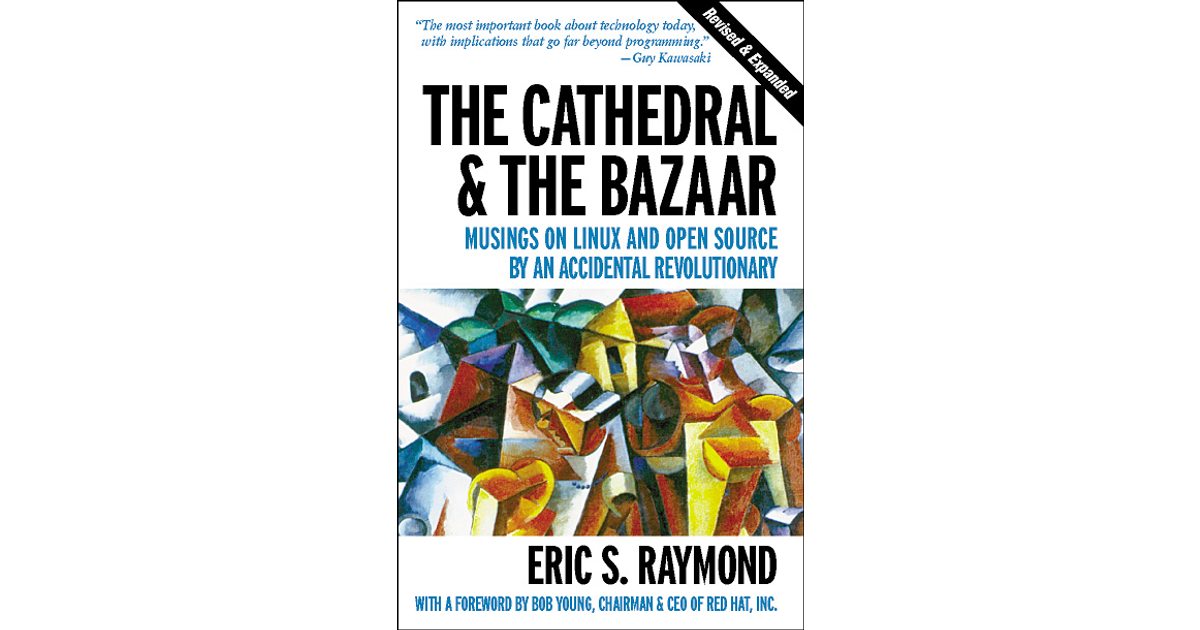 “The most important book about technology today,
with implications that go far beyond programming.”
—Guy Kawasaki
Revised & Expanded
THE CATHEDRAL
& THE BAZAAR
MUSINGS ON LINUX AND OPEN SOURCE
BY AN ACCIDENTAL REVOLUTIONARY
ERIC S. RAYMOND
WITH A FOREWORD BY BOB YOUNG, CHAIRMAN & CEO OF RED HAT, INC.